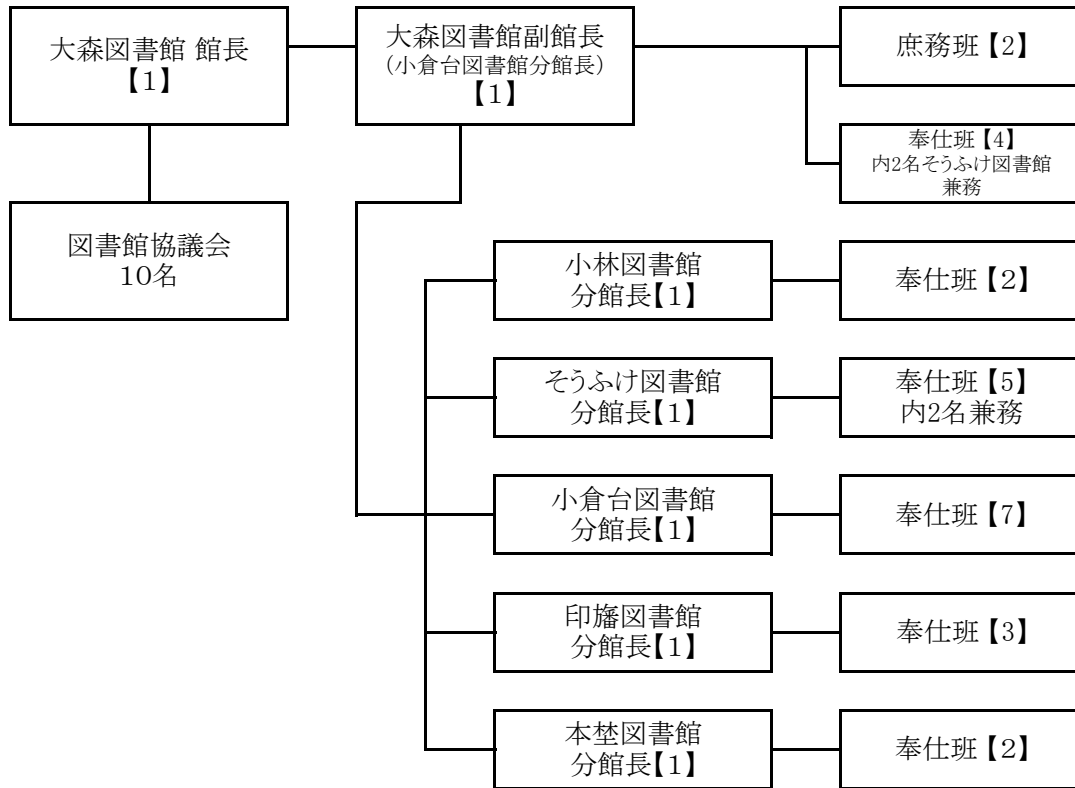 大森図書館 館長
【1】
大森図書館副館長
(小倉台図書館分館長)
【1】
庶務班【2】
奉仕班【4】
内2名そうふけ図書館
兼務
図書館協議会
10名
小林図書館
分館長【1】
奉仕班【2】
そうふけ図書館
分館長【1】
奉仕班【5】
内2名兼務
小倉台図書館
分館長【1】
奉仕班【7】
印旛図書館
分館長【1】
奉仕班【3】
本埜図書館
分館長【1】
奉仕班【2】